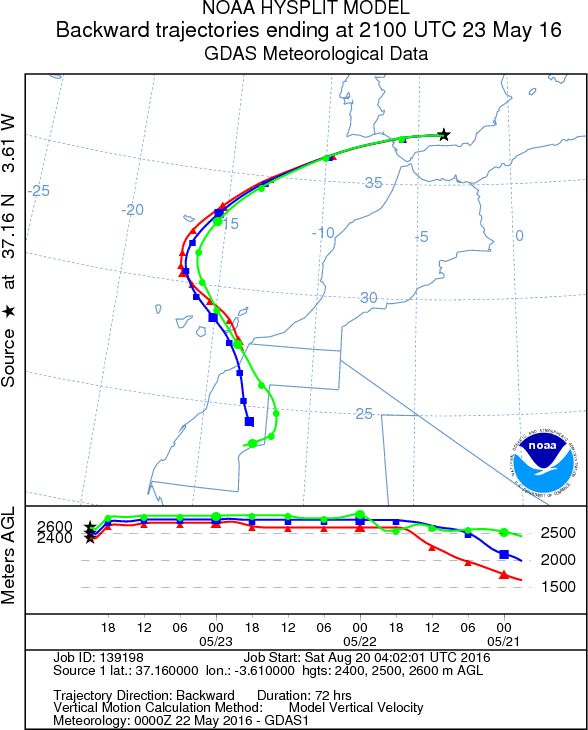 NOAA HYSPLIT MODEL
Backward trajectories ending at 2100 UTC 23 May 16
GDAS Meteorological Data
Source ★ at 37.16 N 3.61 W
-25
-20
-15
-10
-5
0
35
30
25
noaa
Meters AGL
2600
2400
2500
2000
1500
18 12 06 00 18 12 06 00 18 12 06 00
05/23 05/22 05/21
Job ID: 139198 Job Start: Sat Aug 20 04:02:01 UTC 2016
Source 1 lat.: 37.160000 lon.: -3.610000 hgts: 2400, 2500, 2600 m AGL
Trajectory Direction: Backward Duration: 72 hrs
Vertical Motion Calculation Method: Model Vertical Velocity
Meteorology: 0000Z 22 May 2016 - GDAS1